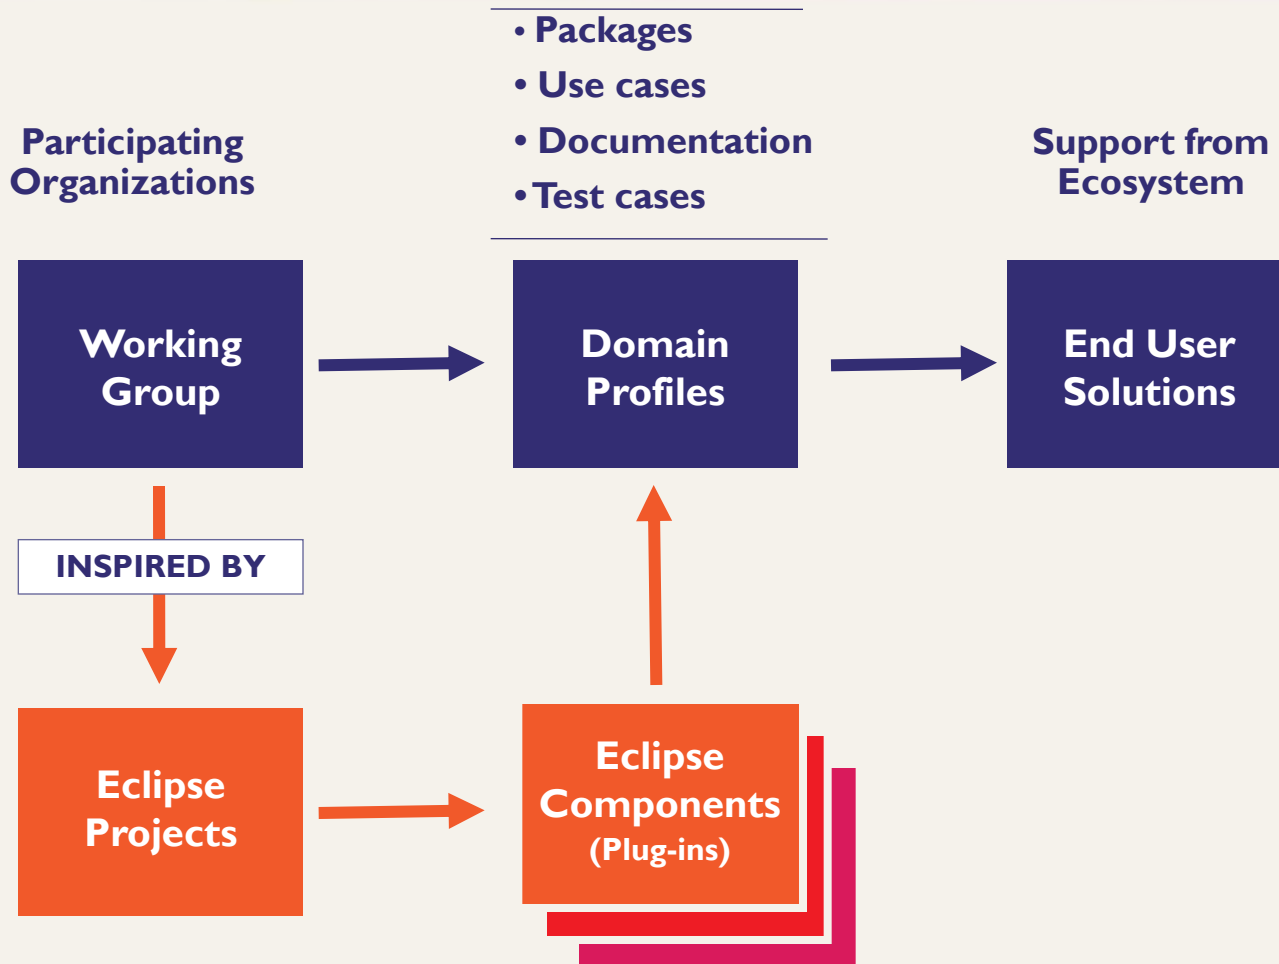 • Packages
• Use cases
• Documentation
• Test cases
Participating
Organizations
Support from
Ecosystem
Working
Group
Domain
Profiles
End User
Solutions
INSPIRED BY
Eclipse
Projects
Eclipse
Components
(Plug-ins)